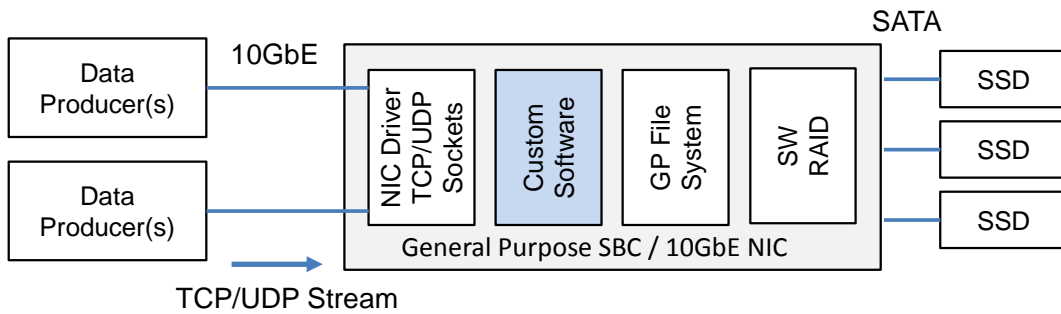 SATA
10GbE
Data
Producer(s)
Data
Producer(s)
NIC Driver
TCP/UDP
Sockets
Custom
Software
GP File
System
SW
RAID
General Purpose SBC / 10GbE NIC
SSD
SSD
SSD
TCP/UDP Stream